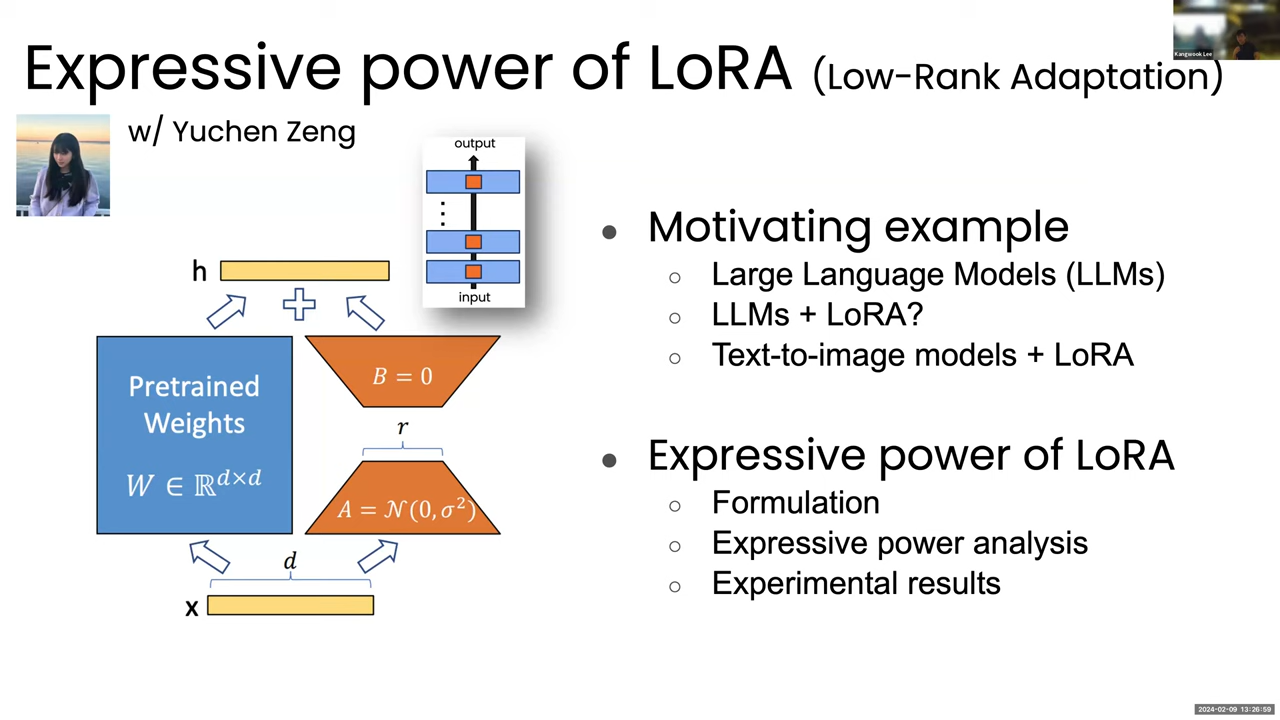 Expressive power of LoRA (Low-Rank Adaptation)
Kangwook Lee
w/ Yuchen Zeng
output
⋮
input
h
Pretrained
Weights
W ∈ ℝ^{d×d}
B = 0
r
A = 𝒩(0, σ²)
d
x
● Motivating example
○ Large Language Models (LLMs)
○ LLMs + LoRA?
○ Text-to-image models + LoRA
● Expressive power of LoRA
○ Formulation
○ Expressive power analysis
○ Experimental results
2024-02-09 13:26:59